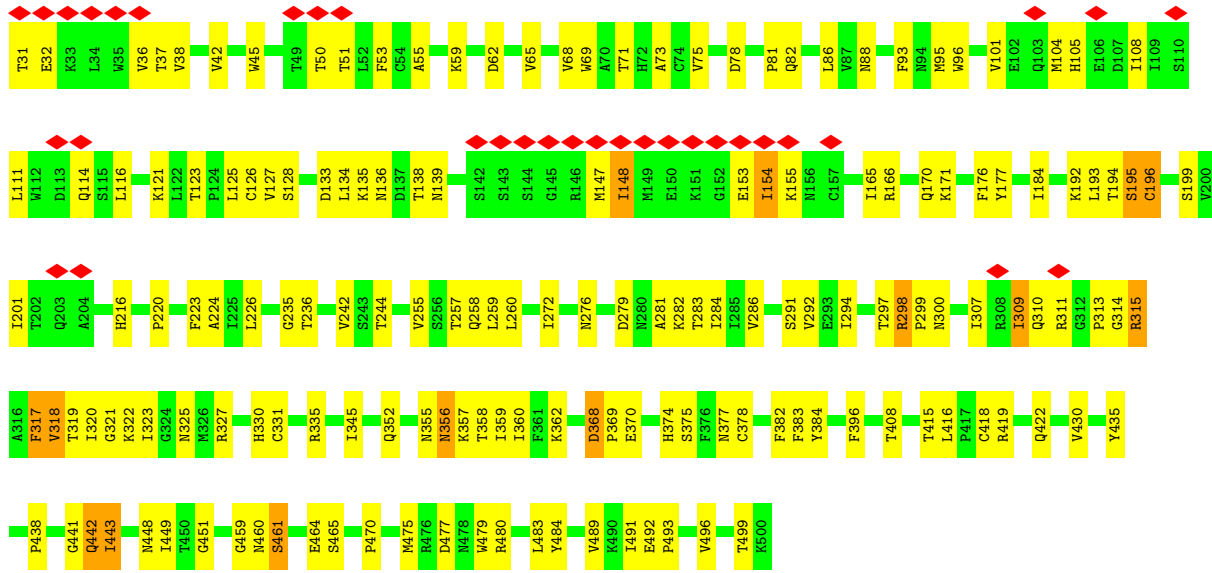 T31 E32 K33 L34 W35 V36 T37 V38 V42 W45 T49 T50 T51 L52 F53 C54 A55 K59 D62 V65 V68 W69 A70 T71 H72 A73 C74 V75 D78 P81 Q82 L86 V87 N88 F93 N94 M95 W96 V101 E102 Q103 M104 H105 E106 D107 I108 I109 S110
L111 W112 D113 Q114 S115 L116 K121 L122 T123 P124 L125 C126 V127 S128 D133 L134 K135 N136 D137 T138 N139 S142 S143 S144 G145 R146 M147 I148 M149 E150 K151 G152 E153 I154 K155 N156 C157 I165 R166 Q170 K171 F176 Y177 I184 K192 L193 T194 S195 C196 S199 V200
I201 T202 Q203 A204 H216 P220 F223 A224 I225 L226 G235 T236 V242 S243 T244 V255 S256 T257 Q258 L259 L260 I272 N276 D279 N280 A281 K282 T283 I284 I285 V286 S291 V292 E293 I294 T297 R298 P299 N300 I307 R308 I309 Q310 R311 G312 P313 G314 R315
A316 F317 V318 T319 I320 G321 K322 I323 G324 N325 M326 R327 H330 C331 R335 I345 Q352 N355 N356 K357 T358 I359 I360 F361 K362 D368 P369 E370 H374 S375 F376 N377 C378 F382 F383 Y384 F396 T408 T415 L416 P417 C418 R419 Q422 V430 Y435
P438 G441 Q442 I443 N448 I449 T450 G451 G459 N460 S461 E464 S465 P470 M475 R476 D477 N478 W479 R480 L483 Y484 V489 K490 I491 E492 P493 V496 T499 K500